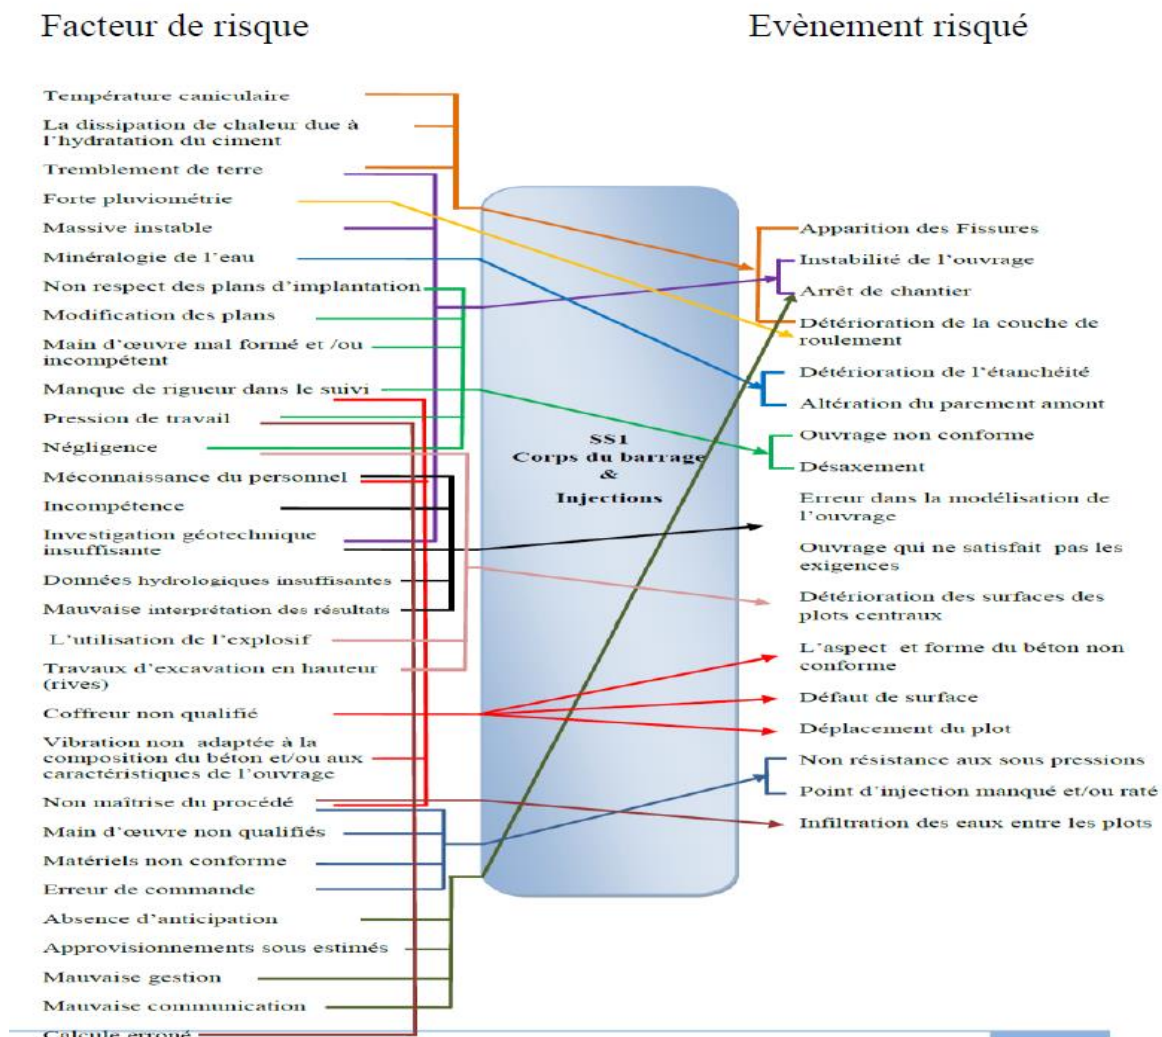 Facteur de risque
Evènement risqué
Température caniculaire
La dissipation de chaleur due à
l'hydratation du ciment
Tremblement de terre
Forte pluviométrie
Massive instable
Minéralogie de l'eau
Non respect des plans d'implantation
Modification des plans
Main d'œuvre mal formé et /ou
incompétent
Manque de rigueur dans le suivi
Pression de travail
Négligence
Méconnaissance du personnel
Incompétence
Investigation géotechnique
insuffisante
Données hydrologiques insuffisantes
Mauvaise interprétation des résultats
L'utilisation de l'explosif
Travaux d'excavation en hauteur
(rives)
Coffreur non qualifié
Vibration non adaptée à la
composition du béton et/ou aux
caractéristiques de l'ouvrage
Non maîtrise du procédé
Main d'œuvre non qualifiés
Matériels non conforme
Erreur de commande
Absence d'anticipation
Approvisionnements sous estimés
Mauvaise gestion
Mauvaise communication
Calcule erroné
SS1
Corps du barrage
&
Injections
Apparition des Fissures
Instabilité de l'ouvrage
Arrêt de chantier
Détérioration de la couche de
roulement
Détérioration de l'étanchéité
Altération du parement amont
Ouvrage non conforme
Désaxement
Erreur dans la modélisation de
l'ouvrage
Ouvrage qui ne satisfait pas les
exigences
Détérioration des surfaces des
plots centraux
L'aspect et forme du béton non
conforme
Défaut de surface
Déplacement du plot
Non résistance aux sous pressions
Point d'injection manqué et/ou raté
Infiltration des eaux entre les plots